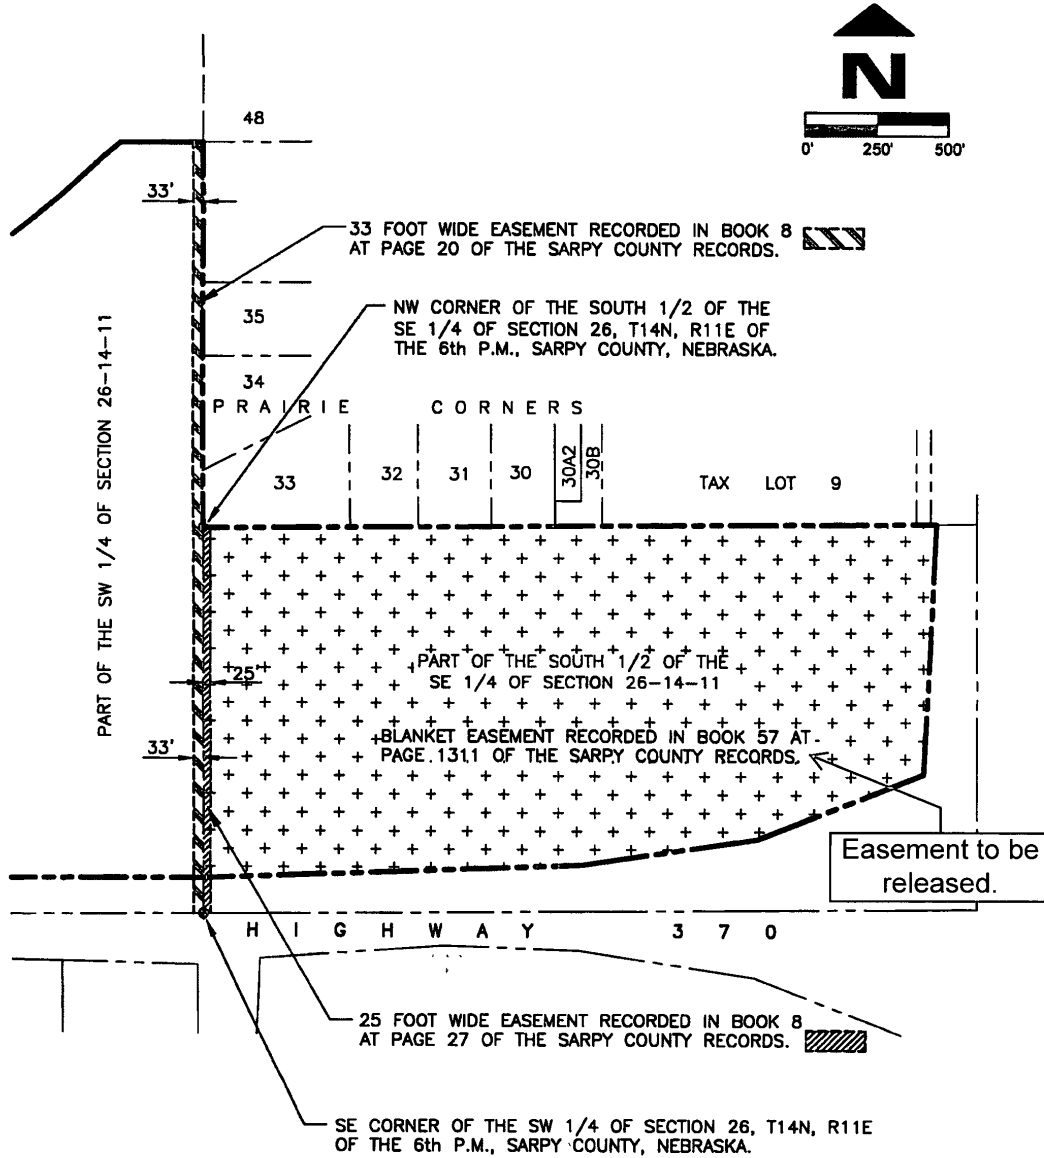 N
0' 250' 500'
48
33'
33 FOOT WIDE EASEMENT RECORDED IN BOOK 8
AT PAGE 20 OF THE SARPY COUNTY RECORDS.
NW CORNER OF THE SOUTH 1/2 OF THE
SE 1/4 OF SECTION 26, T14N, R11E OF
THE 6th P.M., SARPY COUNTY, NEBRASKA.
35
34
PRAIRIE CORNERS
PART OF THE SW 1/4 OF SECTION 26-14-11
33 32 31 30 30A2 30B TAX LOT 9
PART OF THE SOUTH 1/2 OF THE
SE 1/4 OF SECTION 26-14-11
25'
BLANKET EASEMENT RECORDED IN BOOK 57 AT
PAGE 1311 OF THE SARPY COUNTY RECORDS.
33'
Easement to be
released.
HIGHWAY 370
25 FOOT WIDE EASEMENT RECORDED IN BOOK 8
AT PAGE 27 OF THE SARPY COUNTY RECORDS.
SE CORNER OF THE SW 1/4 OF SECTION 26, T14N, R11E
OF THE 6th P.M., SARPY COUNTY, NEBRASKA.